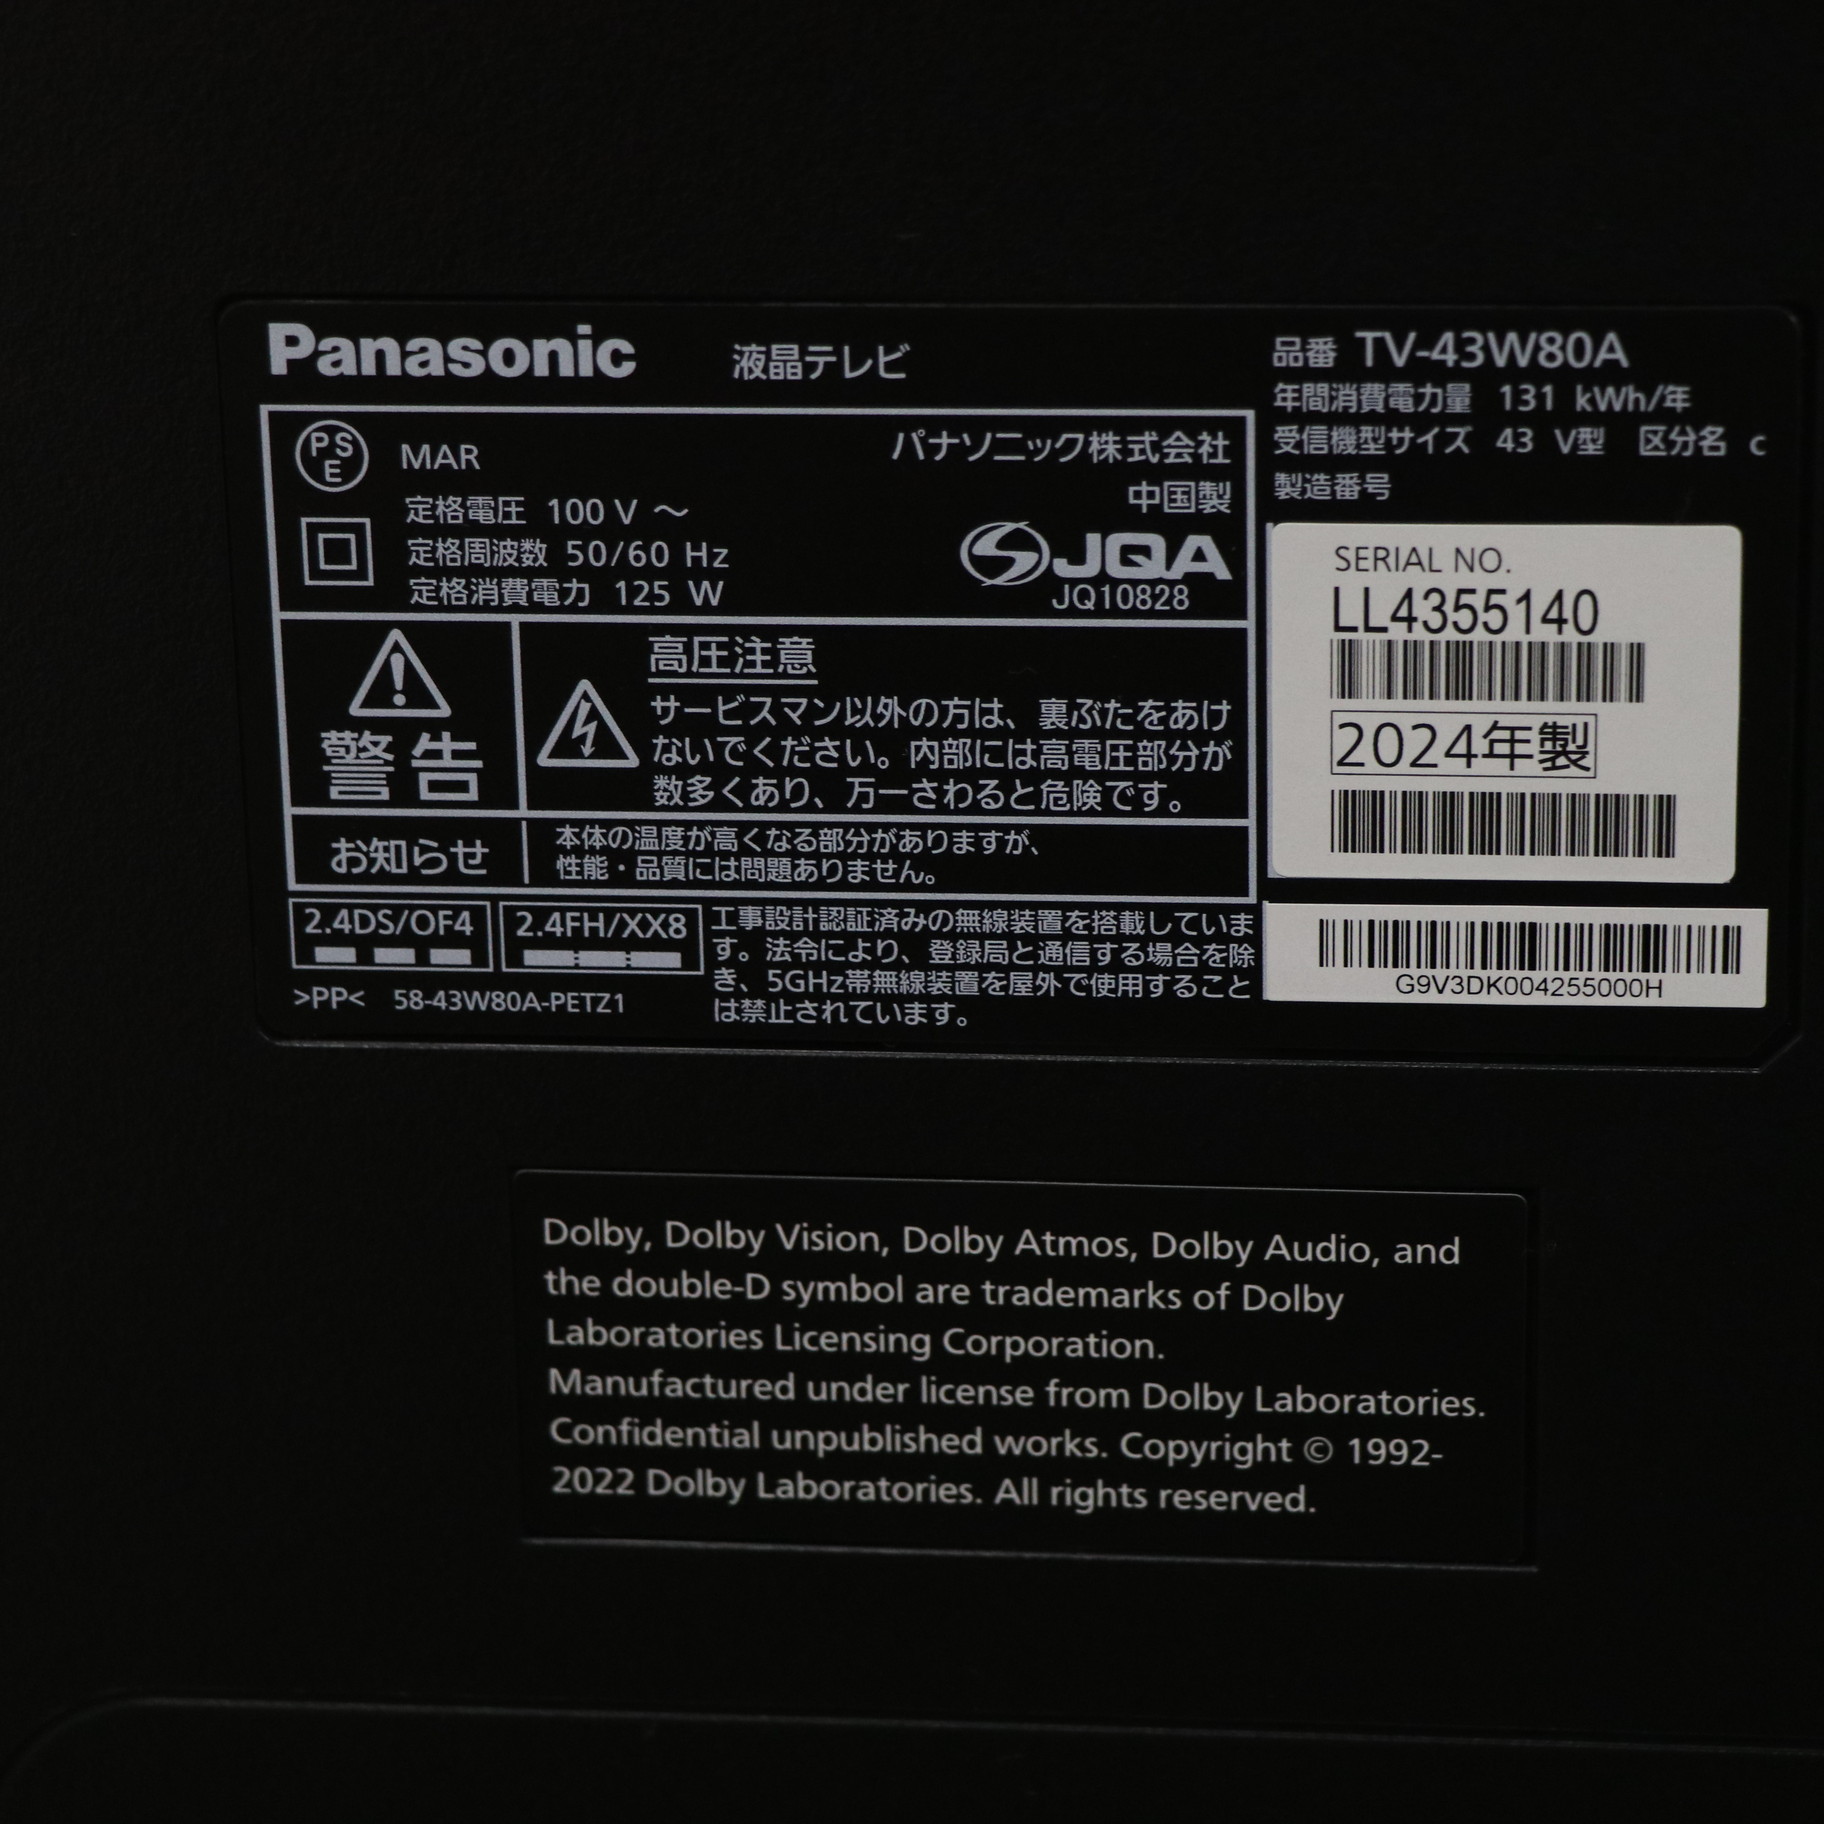 Panasonic 液晶テレビ
品番 TV-43W80A
年間消費電力量 131 kWh/年
受信機型サイズ 43 V型 区分名 c
製造番号
PS
E
MAR
パナソニック株式会社
中国製
定格電圧 100 V ～
定格周波数 50/60 Hz
定格消費電力 125 W
JQA
JQ10828
警告
高圧注意
サービスマン以外の方は、裏ぶたをあけ
ないでください。内部には高電圧部分が
数多くあり、万一さわると危険です。
お知らせ
本体の温度が高くなる部分がありますが、
性能・品質には問題ありません。
2.4DS/OF4
2.4FH/XX8
工事設計認証済みの無線装置を搭載していま
す。法令により、登録局と通信する場合を除
き、5GHz帯無線装置を屋外で使用すること
は禁止されています。
>PP< 58-43W80A-PETZ1
SERIAL NO.
LL4355140
2024年製
G9V3DK004255000H
Dolby, Dolby Vision, Dolby Atmos, Dolby Audio, and
the double-D symbol are trademarks of Dolby
Laboratories Licensing Corporation.
Manufactured under license from Dolby Laboratories.
Confidential unpublished works. Copyright © 1992-
2022 Dolby Laboratories. All rights reserved.